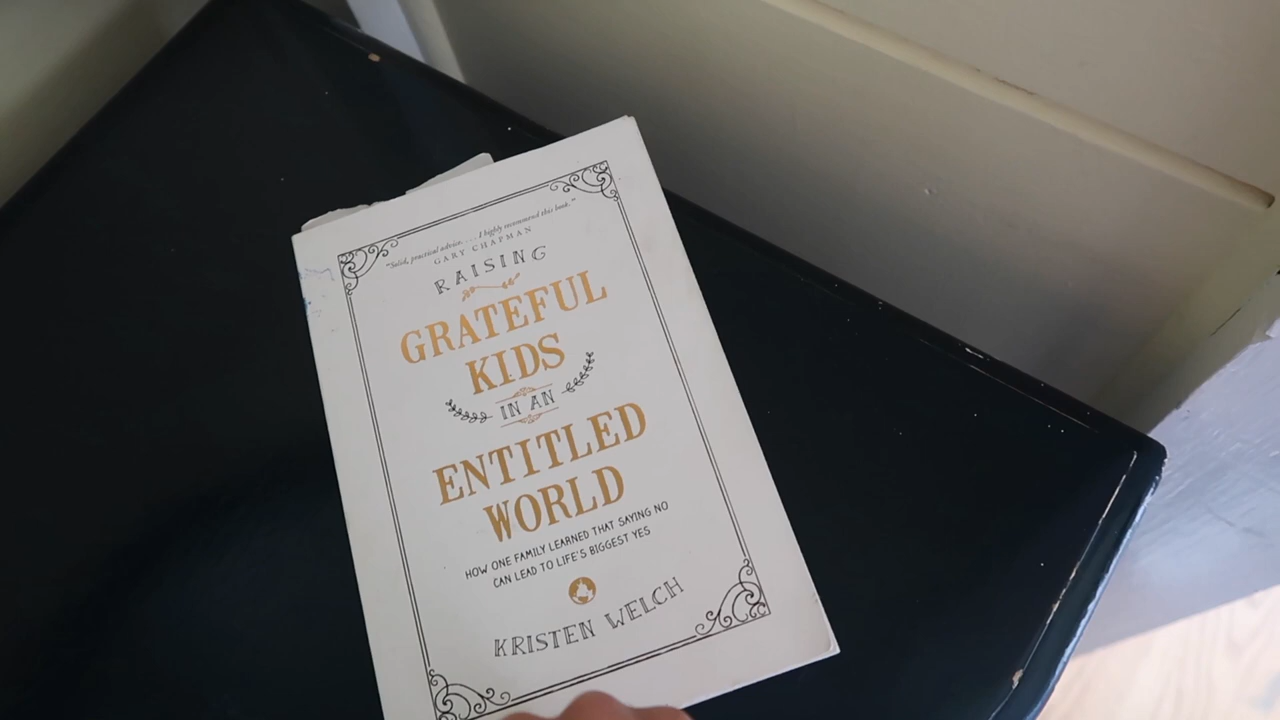 "Solid, practical advice. . . . I highly recommend this book."
GARY CHAPMAN
RAISING
GRATEFUL
KIDS
IN AN
ENTITLED
WORLD
HOW ONE FAMILY LEARNED THAT SAYING NO
CAN LEAD TO LIFE'S BIGGEST YES
KRISTEN WELCH